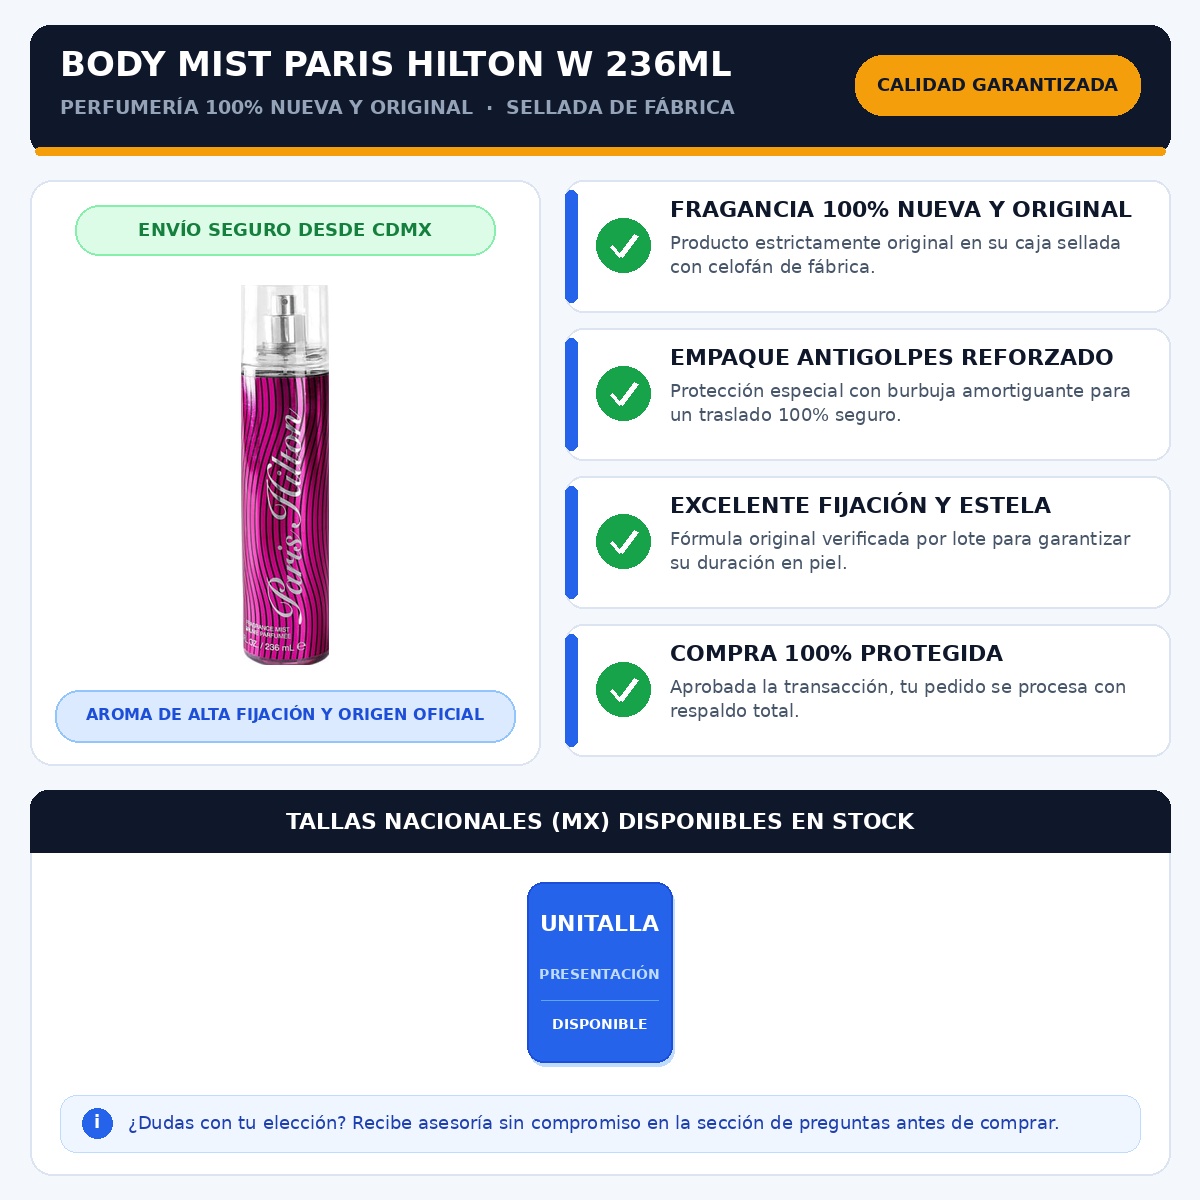 BODY MIST PARIS HILTON W 236ML
PERFUMERÍA 100% NUEVA Y ORIGINAL · SELLADA DE FÁBRICA
CALIDAD GARANTIZADA
ENVÍO SEGURO DESDE CDMX
Paris Hilton
FRAGRANCE MIST
PARFUMÉE
OZ. / 236 mL ℮
AROMA DE ALTA FIJACIÓN Y ORIGEN OFICIAL
FRAGANCIA 100% NUEVA Y ORIGINAL
Producto estrictamente original en su caja sellada
con celofán de fábrica.
EMPAQUE ANTIGOLPES REFORZADO
Protección especial con burbuja amortiguante para
un traslado 100% seguro.
EXCELENTE FIJACIÓN Y ESTELA
Fórmula original verificada por lote para garantizar
su duración en piel.
COMPRA 100% PROTEGIDA
Aprobada la transacción, tu pedido se procesa con
respaldo total.
TALLAS NACIONALES (MX) DISPONIBLES EN STOCK
UNITALLA
PRESENTACIÓN
DISPONIBLE
i ¿Dudas con tu elección? Recibe asesoría sin compromiso en la sección de preguntas antes de comprar.